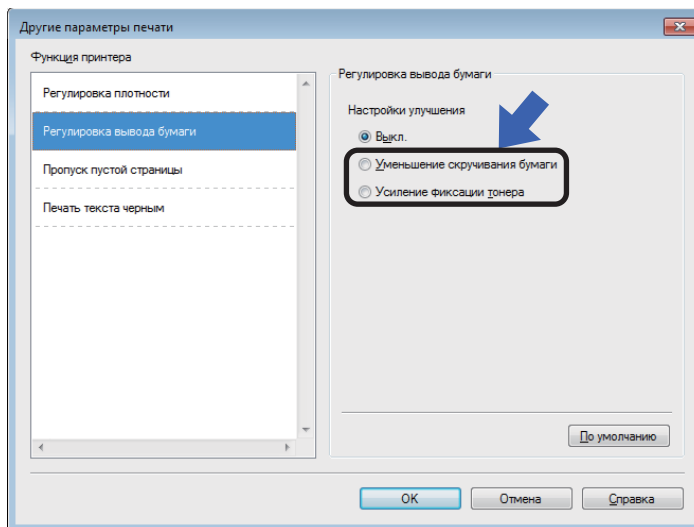 Другие параметры печати
Функция принтера
Регулировка плотности
Регулировка вывода бумаги
Пропуск пустой страницы
Печать текста черным
Регулировка вывода бумаги
Настройки улучшения
Выкл.
Уменьшение скручивания бумаги
Усиление фиксации тонера
По умолчанию
OK
Отмена
Справка